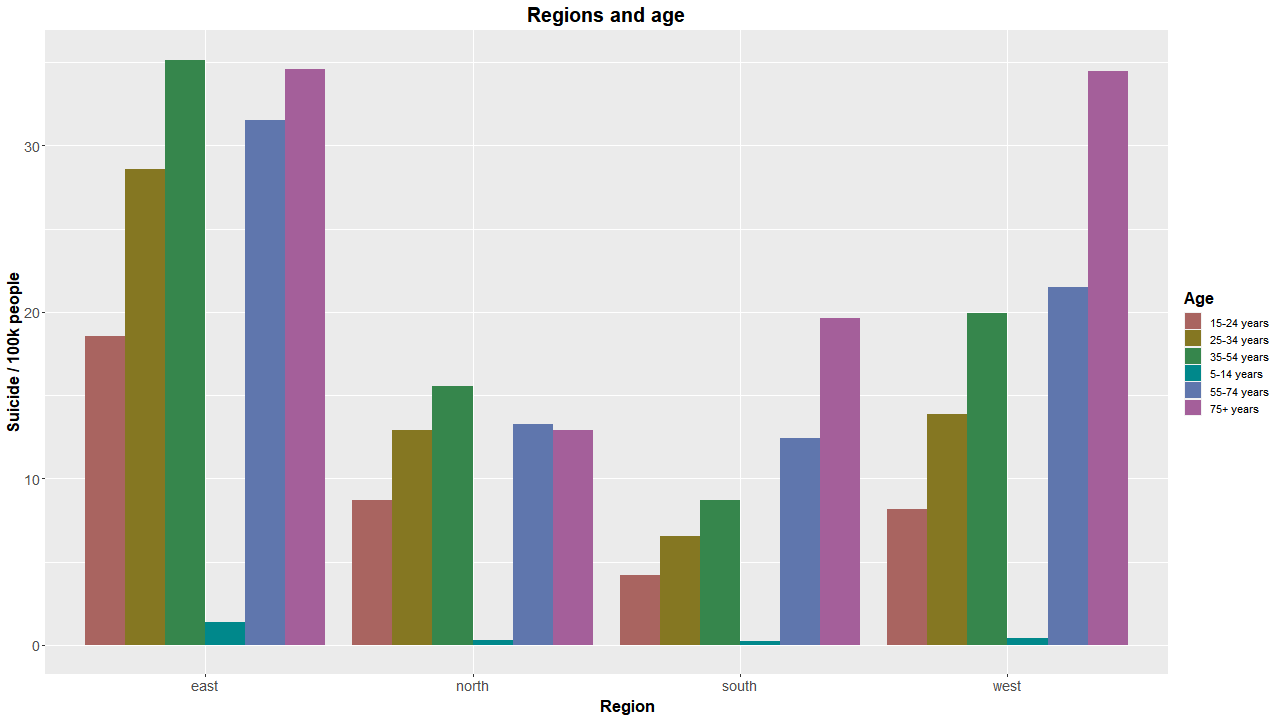 Regions and age
Suicide / 100k people
30
20
10
0
east north south west
Region
Age
15-24 years
25-34 years
35-54 years
5-14 years
55-74 years
75+ years